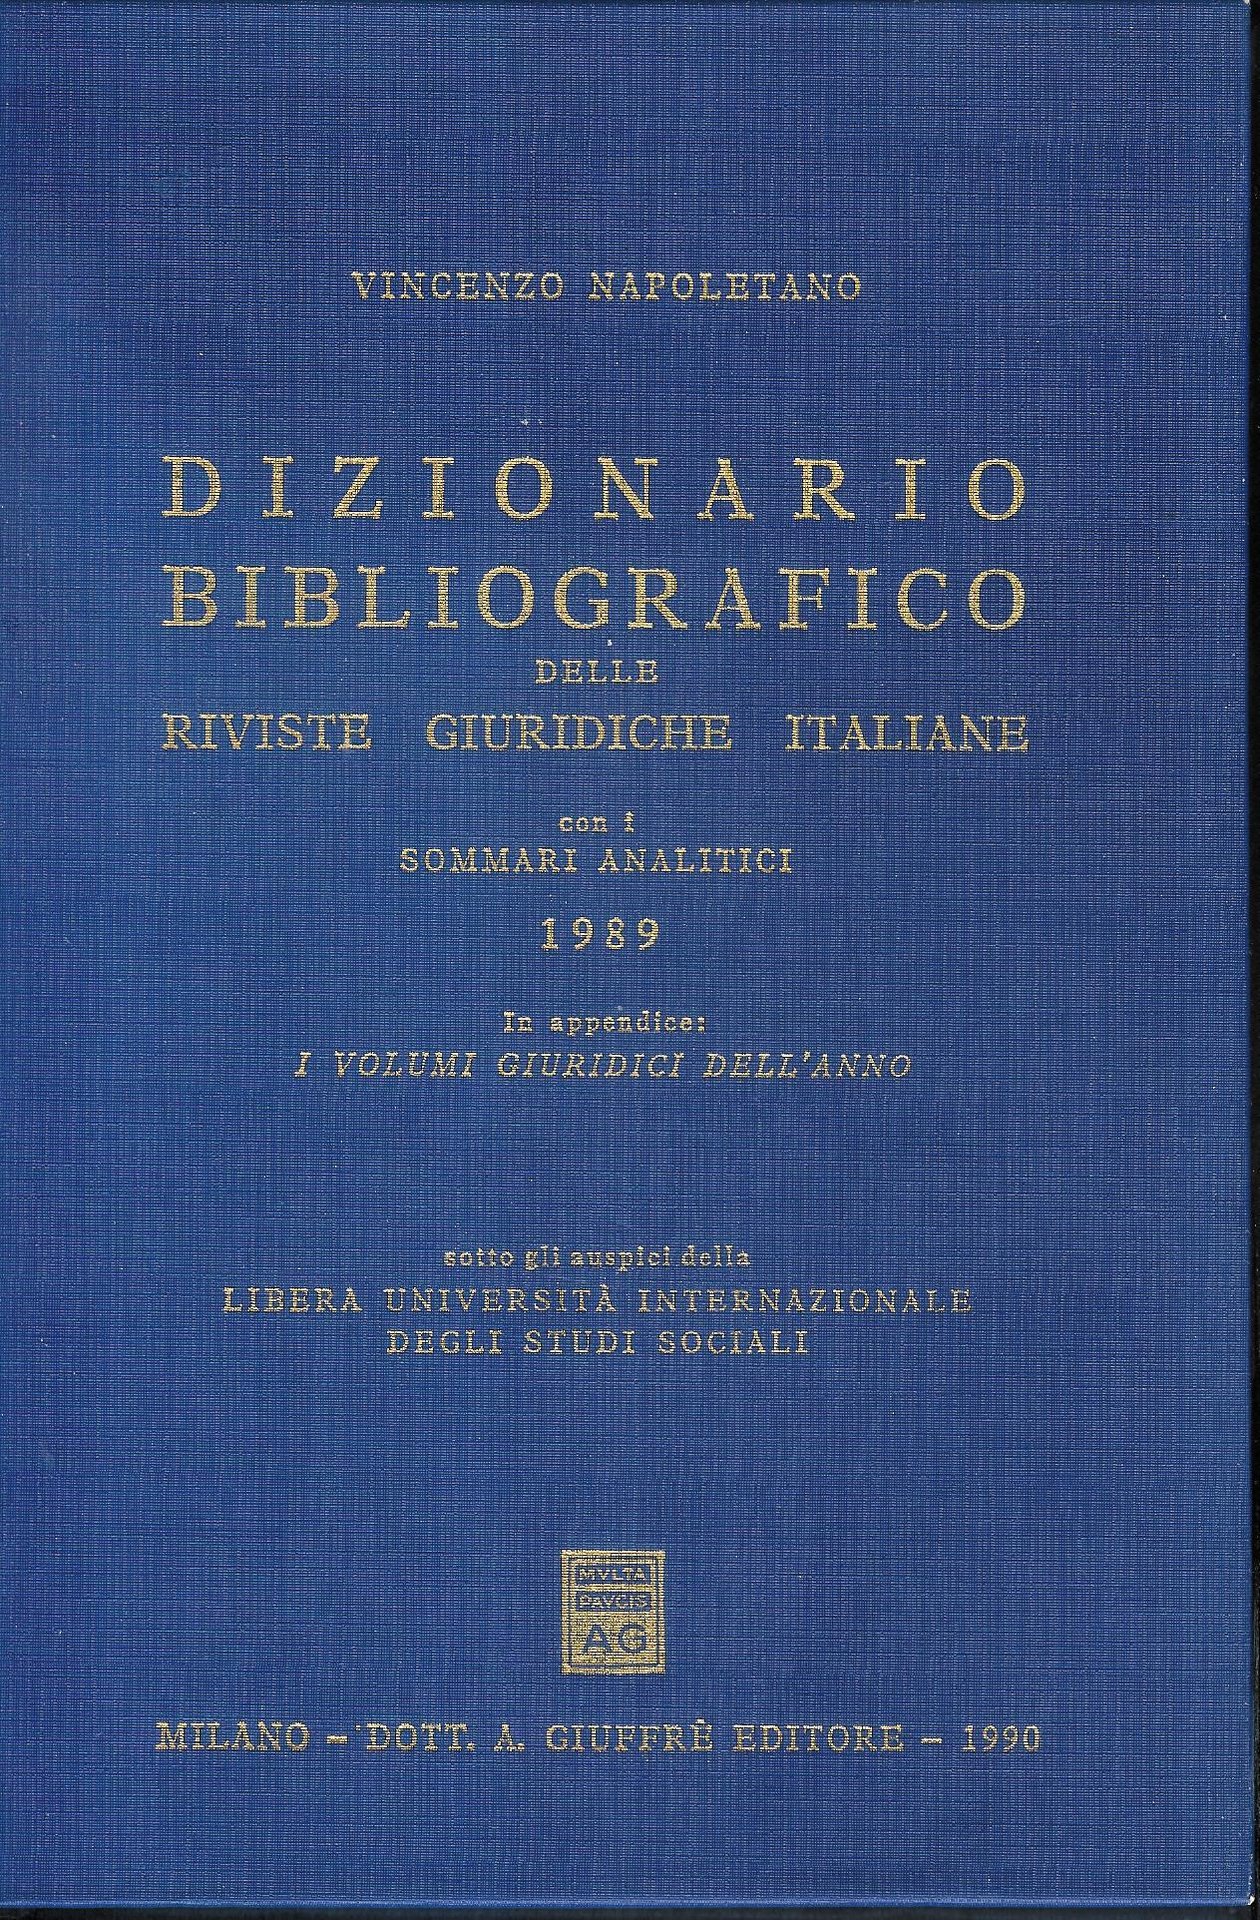 VINCENZO NAPOLETANO
DIZIONARIO
BIBLIOGRAFICO
DELLE
RIVISTE GIURIDICHE ITALIANE
con i
SOMMARI ANALITICI
1989
In appendice:
I VOLUMI GIURIDICI DELL'ANNO
sotto gli auspici della
LIBERA UNIVERSITÀ INTERNAZIONALE
DEGLI STUDI SOCIALI
MVLTA
PAVCIS
AG
MILANO – DOTT. A. GIUFFRÈ EDITORE – 1990